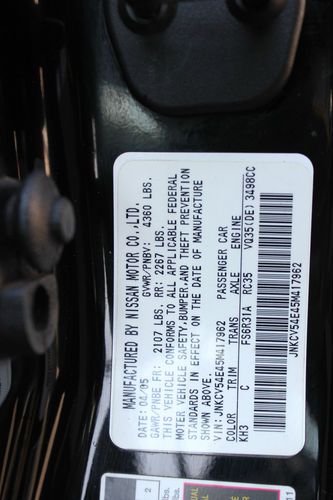 MANUFACTURED BY NISSAN MOTOR CO.,LTD.
DATE: 04/05 GVWR/PNBV: 4360 LBS.
GAWR/PNBE FR: 2107 LBS. RR: 2267 LBS.
THIS VEHICLE CONFORMS TO ALL APPLICABLE FEDERAL
MOTOR VEHICLE SAFETY,BUMPER,AND THEFT PREVENTION
STANDARDS IN EFFECT ON THE DATE OF MANUFACTURE
SHOWN ABOVE.
VIN: JNKCV54E45M417962 PASSENGER CAR
COLOR TRIM TRANS AXLE ENGINE
KH3 C FS6R31A RC35 VQ35(DE) 3498CC
JNKCV54E45M417962
2